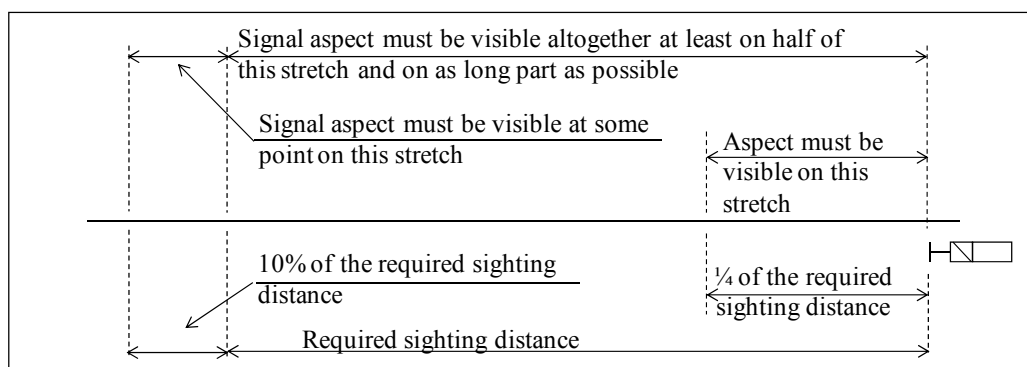 Signal aspect must be visible altogether at least on half of
this stretch and on as long part as possible
Signal aspect must be visible at some
point on this stretch
Aspect must be
visible on this
stretch
10% of the required sighting
distance
¼ of the required
sighting distance
Required sighting distance